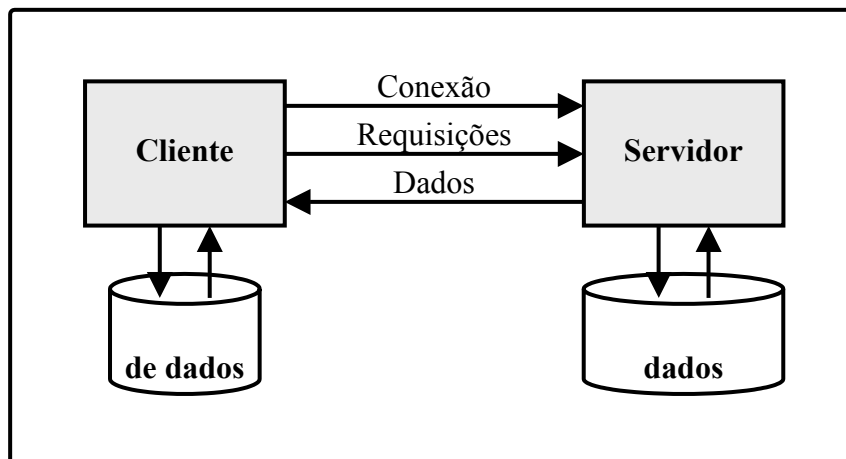 Conexão
Requisições
Dados
Cliente
Servidor
de dados
dados